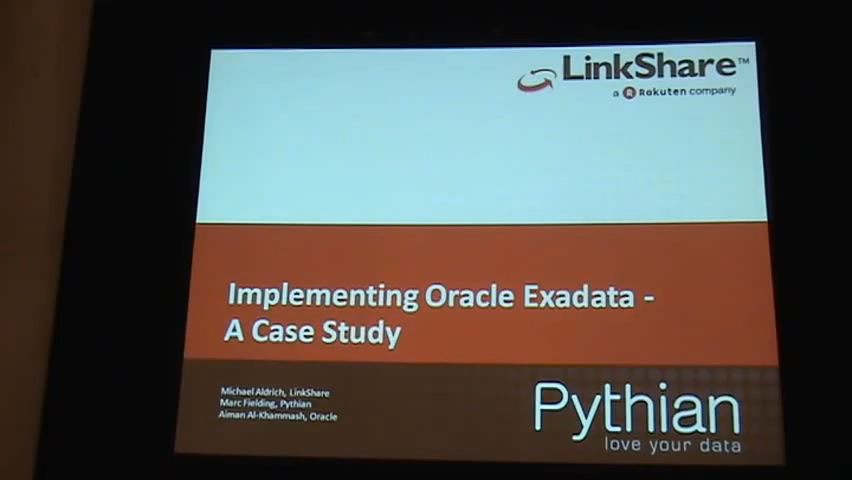 LinkShare™
a R Rakuten company
Implementing Oracle Exadata -
A Case Study
Michael Aldrich, LinkShare
Marc Fielding, Pythian
Aiman Al-Khammash, Oracle
Pythian
love your data